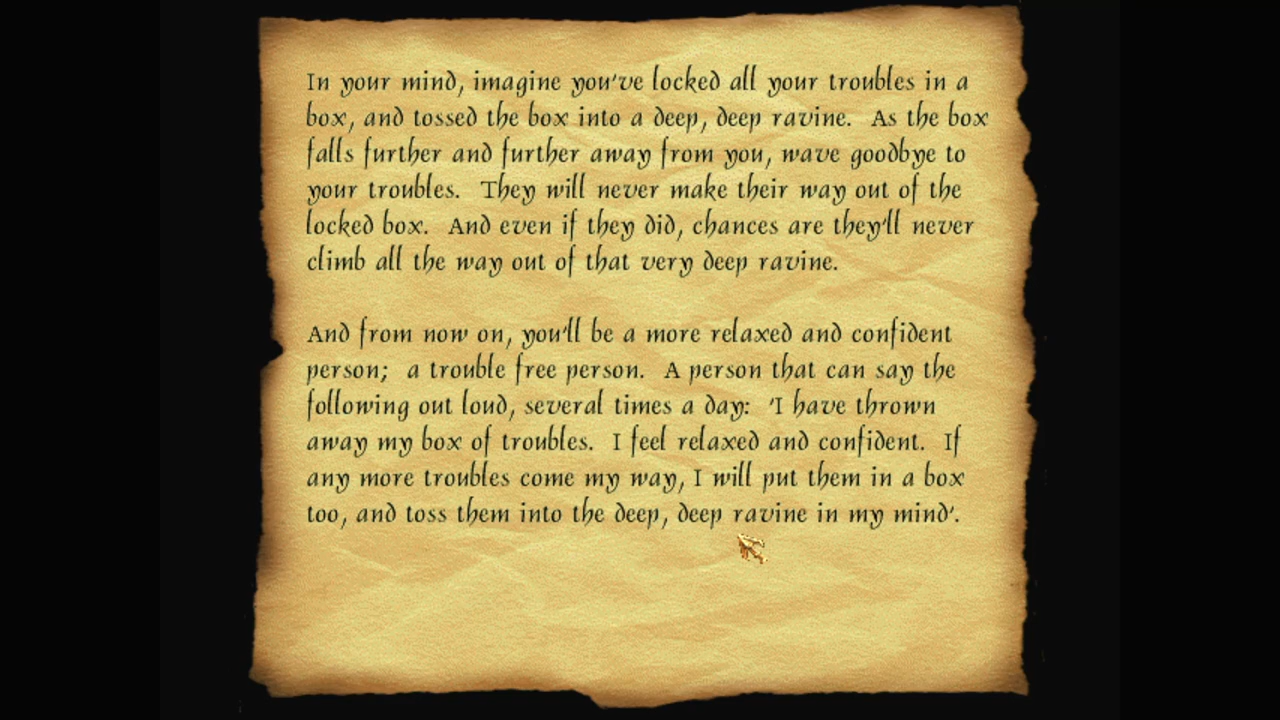 In your mind, imagine you've locked all your troubles in a
box, and tossed the box into a deep, deep ravine.  As the box
falls further and further away from you, wave goodbye to
your troubles.  They will never make their way out of the
locked box.  And even if they did, chances are they'll never
climb all the way out of that very deep ravine.

And from now on, you'll be a more relaxed and confident
person;  a trouble free person.  A person that can say the
following out loud, several times a day:  'I have thrown
away my box of troubles.  I feel relaxed and confident.  If
any more troubles come my way, I will put them in a box
too, and toss them into the deep, deep ravine in my mind'.